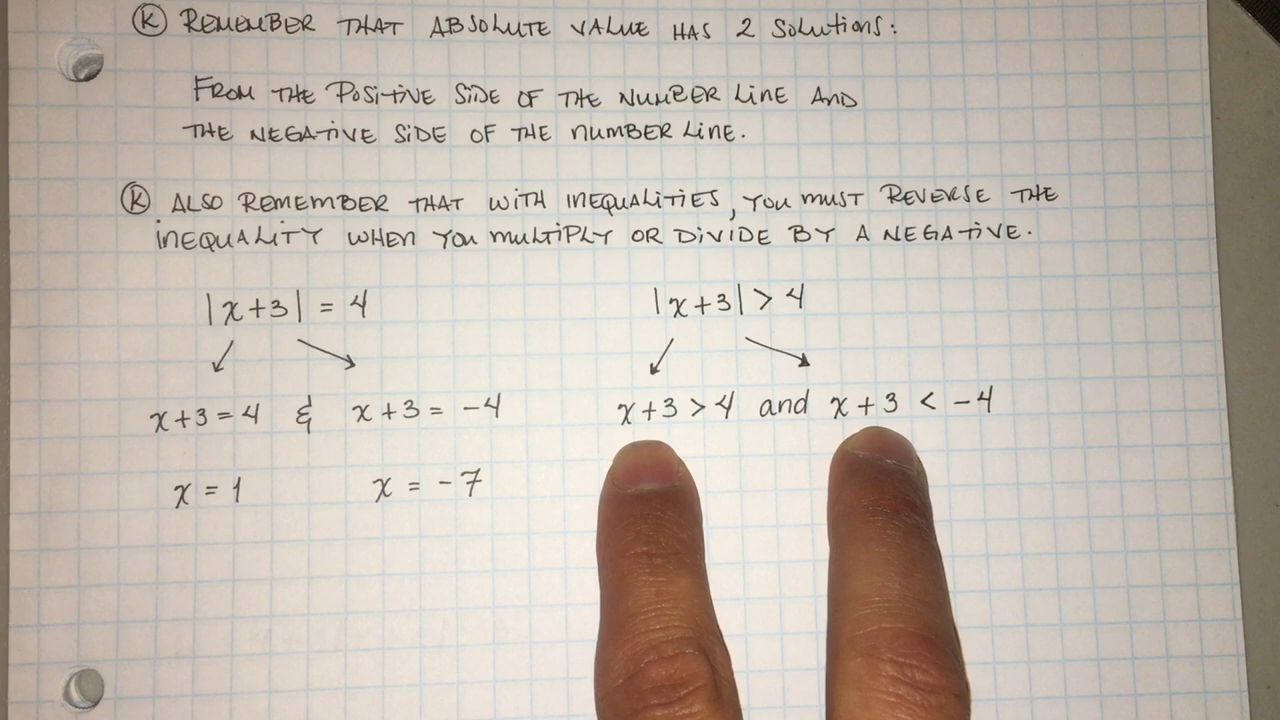 Ⓚ REMEMBER THAT ABSOLUTE VALUE HAS 2 SOLUTIONS:
FROM THE POSITIVE SIDE OF THE NUMBER LINE AND
THE NEGATIVE SIDE OF THE NUMBER LINE.
Ⓚ ALSO REMEMBER THAT WITH INEQUALITIES, YOU MUST REVERSE THE
INEQUALITY WHEN YOU MULTIPLY OR DIVIDE BY A NEGATIVE.
|x+3| = 4 |x+3| > 4
x+3 = 4 & x+3 = -4 x+3 > 4 and x+3 < -4
x = 1 x = -7